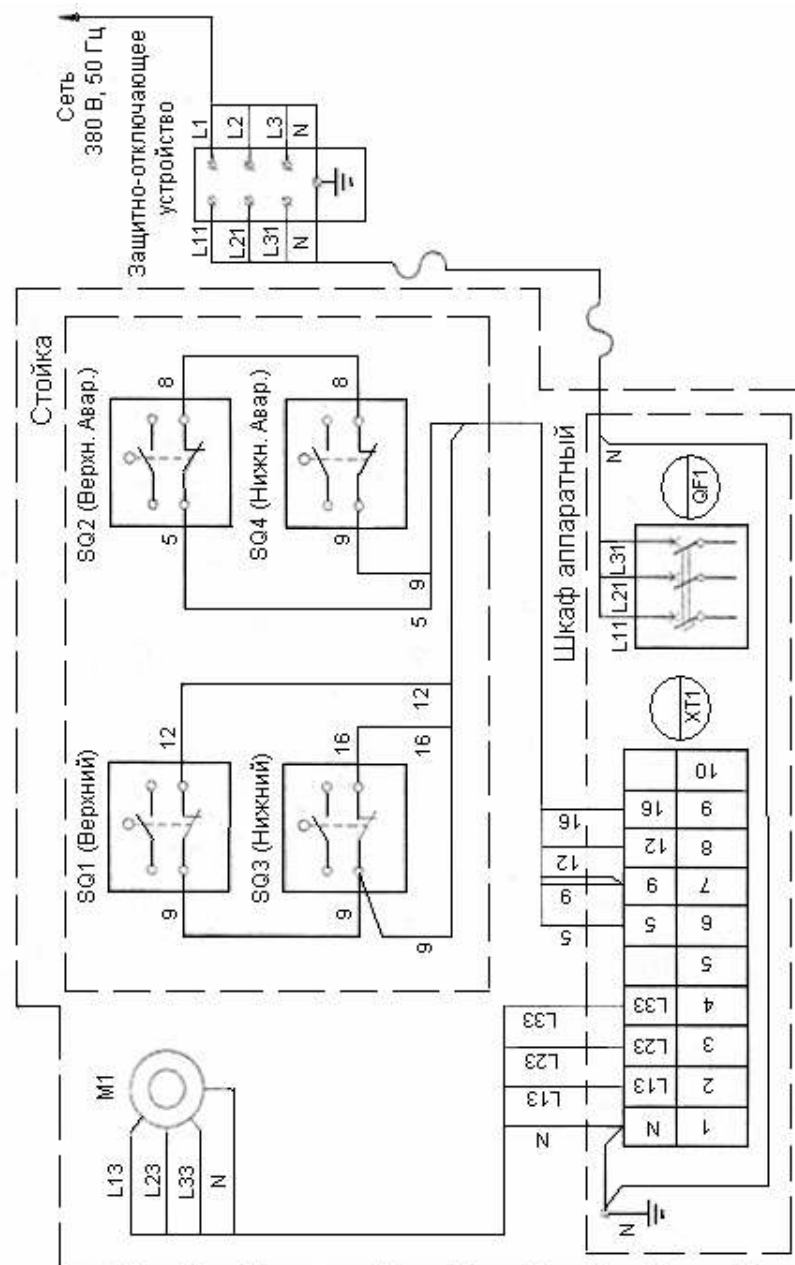 Сеть
380 В, 50 Гц
Защитно-отключающее
устройство
L1
L2
L3
N
L11
L21
L31
N
Стойка
SQ2 (Верхн. Авар.)
8
5
SQ4 (Нижн. Авар.)
8
9
9
5
SQ1 (Верхний)
12
9
SQ3 (Нижний)
16
9
12
16
9
Шкаф аппаратный
N
QF1
L11
L21
L31
XT1
16
12
9
5
L33
L23
L13
N
10
16
9
12
8
9
7
5
6
5
L33
4
L23
3
L13
2
N
1
N
M1
L13
L23
L33
N